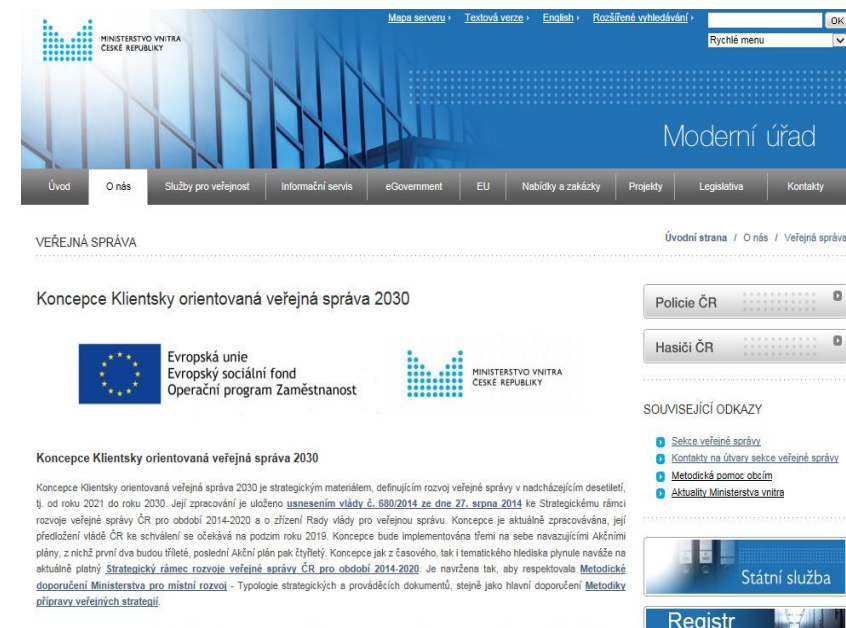 MINISTERSTVO VNITRA
ČESKÉ REPUBLIKY
Mapa serveru › Textová verze › English › Rozšířené vyhledávání ›
OK
Rychlé menu
Moderní úřad
Úvod O nás Služby pro veřejnost Informační servis eGovernment EU Nabídky a zakázky Projekty Legislativa Kontakty
VEŘEJNÁ SPRÁVA
Úvodní strana / O nás / Veřejná správa
Koncepce Klientsky orientovaná veřejná správa 2030
Evropská unie
Evropský sociální fond
Operační program Zaměstnanost
MINISTERSTVO VNITRA
ČESKÉ REPUBLIKY
Koncepce Klientsky orientovaná veřejná správa 2030
Koncepce Klientsky orientovaná veřejná správa 2030 je strategickým materiálem, definujícím rozvoj veřejné správy v nadcházejícím desetiletí,
tj. od roku 2021 do roku 2030. Její zpracování je uloženo usnesením vlády č. 680/2014 ze dne 27. srpna 2014 ke Strategickému rámci
rozvoje veřejné správy ČR pro období 2014-2020 a o zřízení Rady vlády pro veřejnou správu. Koncepce je aktuálně zpracovávána, její
předložení vládě ČR ke schválení se očekává na podzim roku 2019. Koncepce bude implementována třemi na sebe navazujícími Akčními
plány, z nichž první dva budou tříleté, poslední Akční plán pak čtyřletý. Koncepce jak z časového, tak i tematického hlediska plynule naváže na
aktuálně platný Strategický rámec rozvoje veřejné správy ČR pro období 2014-2020. Je navržena tak, aby respektovala Metodické
doporučení Ministerstva pro místní rozvoj - Typologie strategických a prováděcích dokumentů, stejně jako hlavní doporučení Metodiky
přípravy veřejných strategií.
Policie ČR
Hasiči ČR
SOUVISEJÍCÍ ODKAZY
Sekce veřejné správy
Kontakty na útvary sekce veřejné správy
Metodická pomoc obcím
Aktuality Ministerstva vnitra
Státní služba
Registr